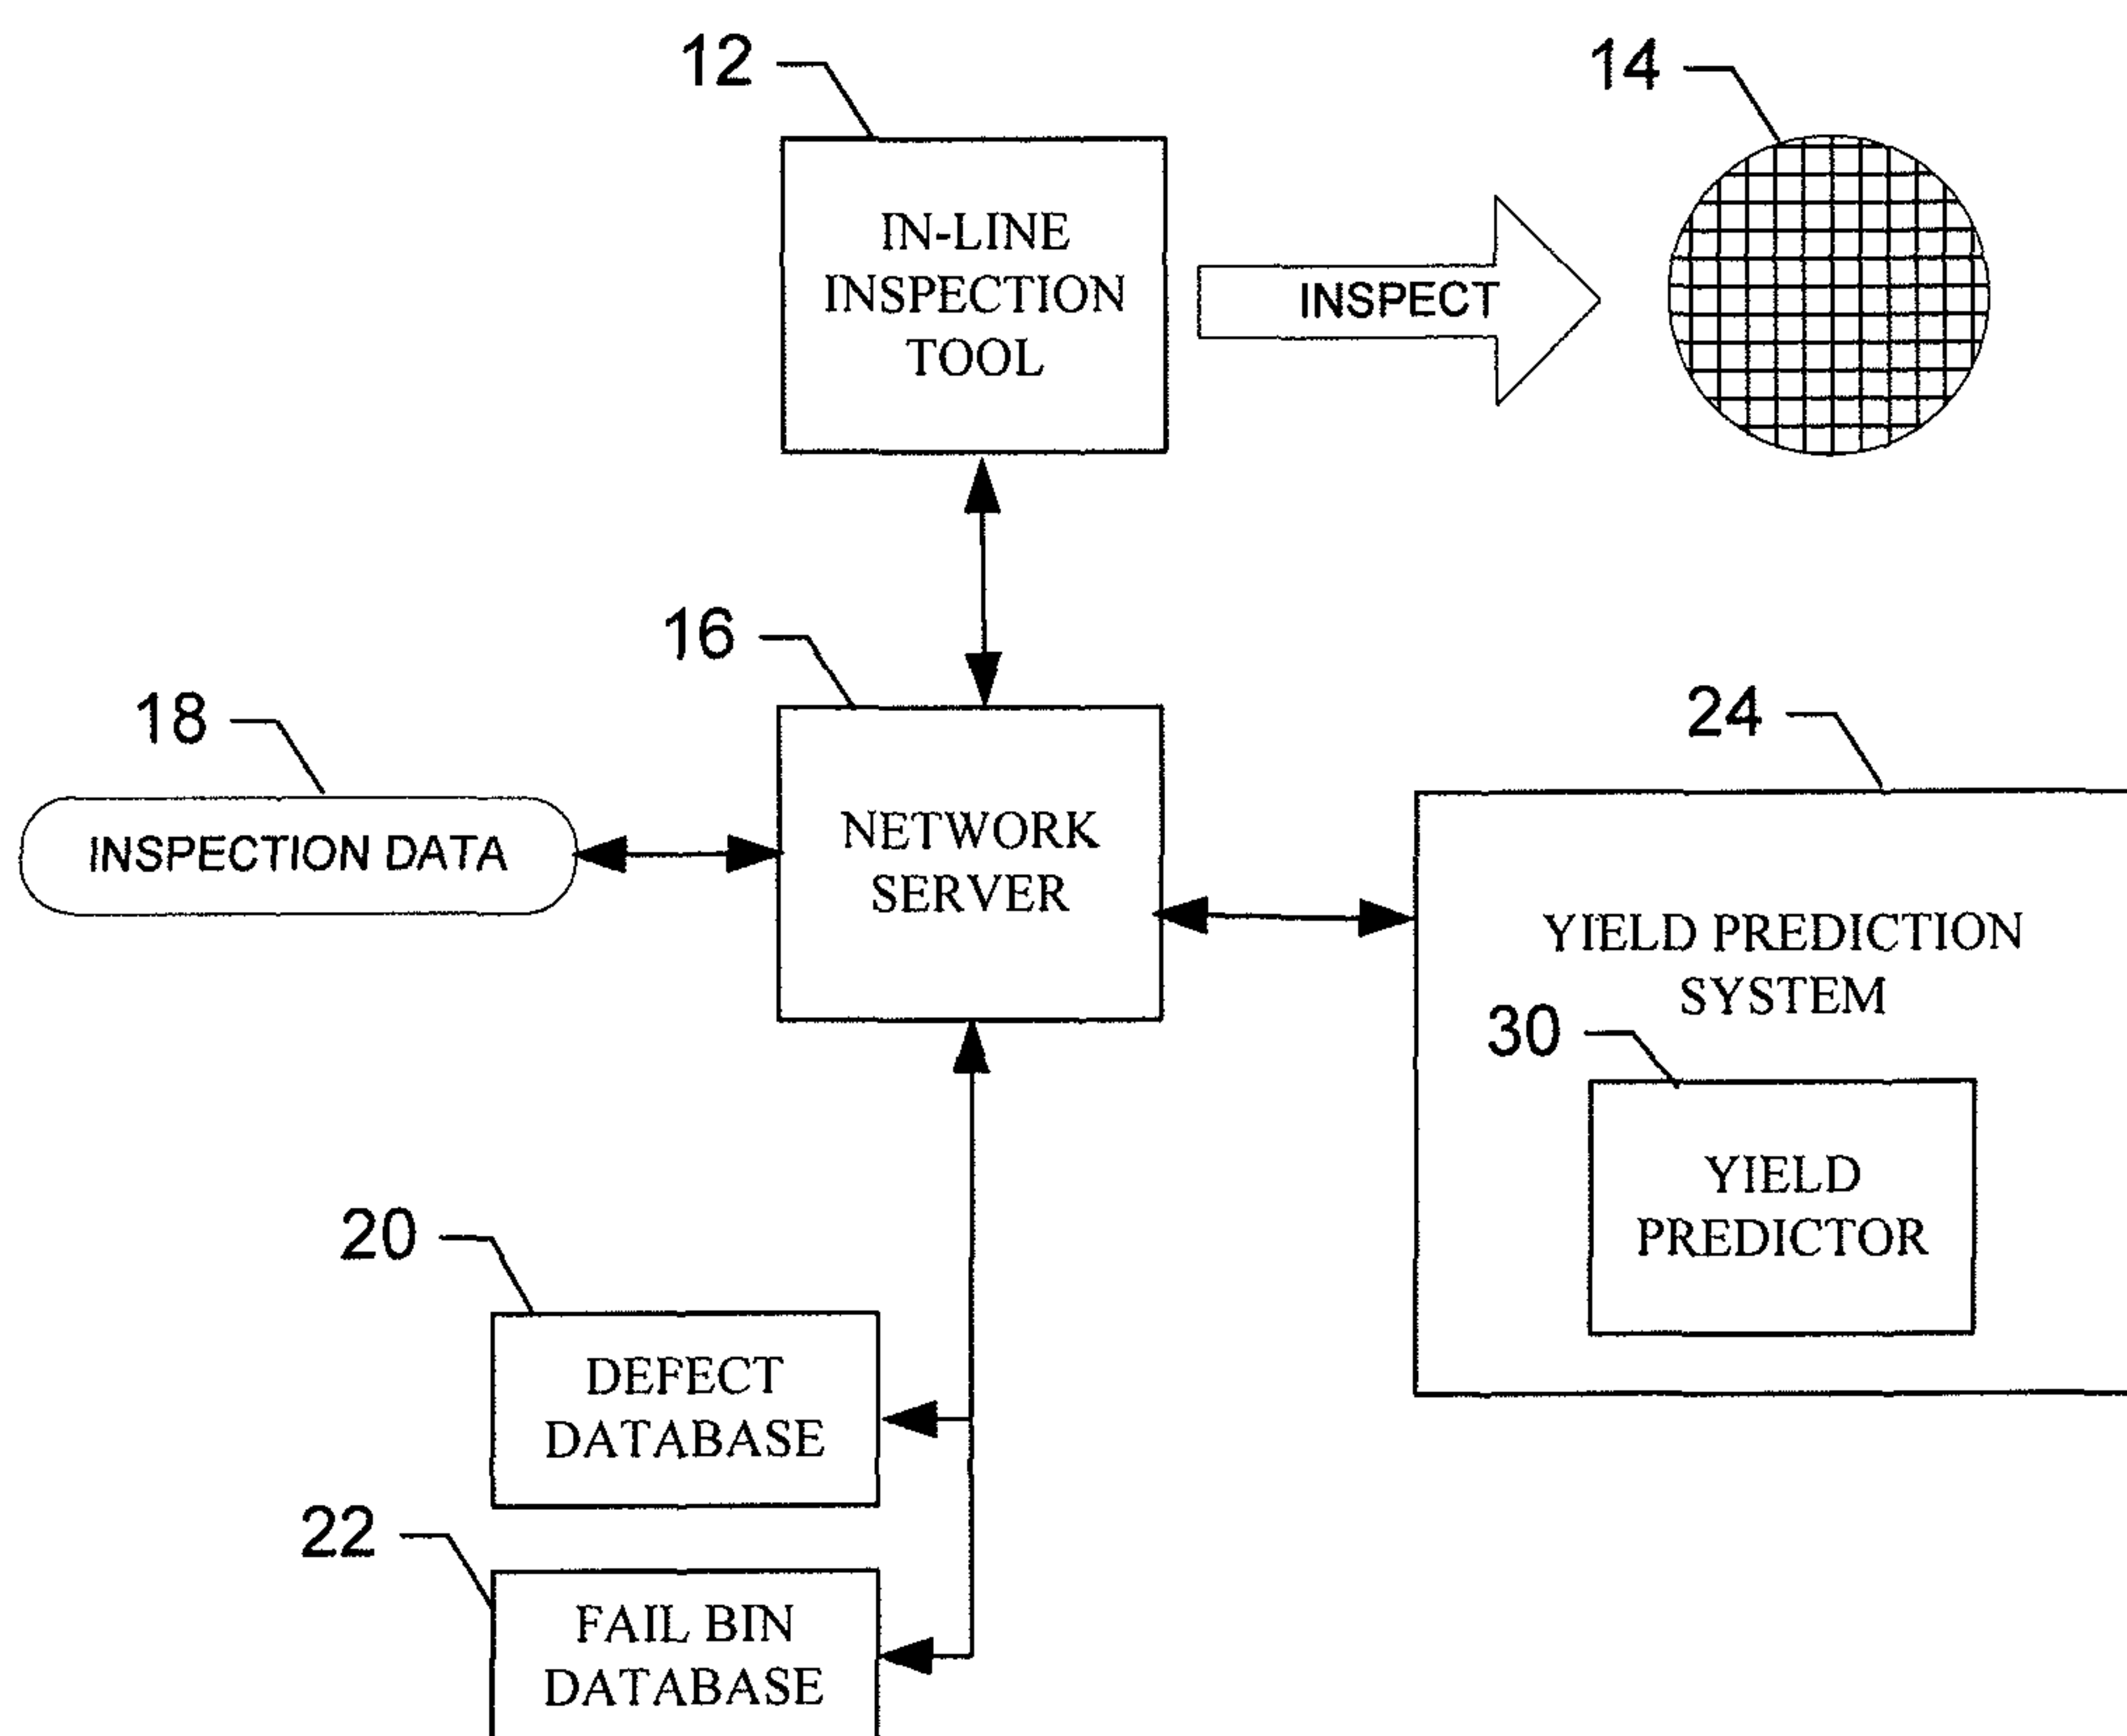 12
14
IN-LINE
INSPECTION
TOOL
INSPECT
16
18
24
INSPECTION DATA
NETWORK
SERVER
YIELD PREDICTION
SYSTEM
30
YIELD
PREDICTOR
20
DEFECT
DATABASE
22
FAIL BIN
DATABASE